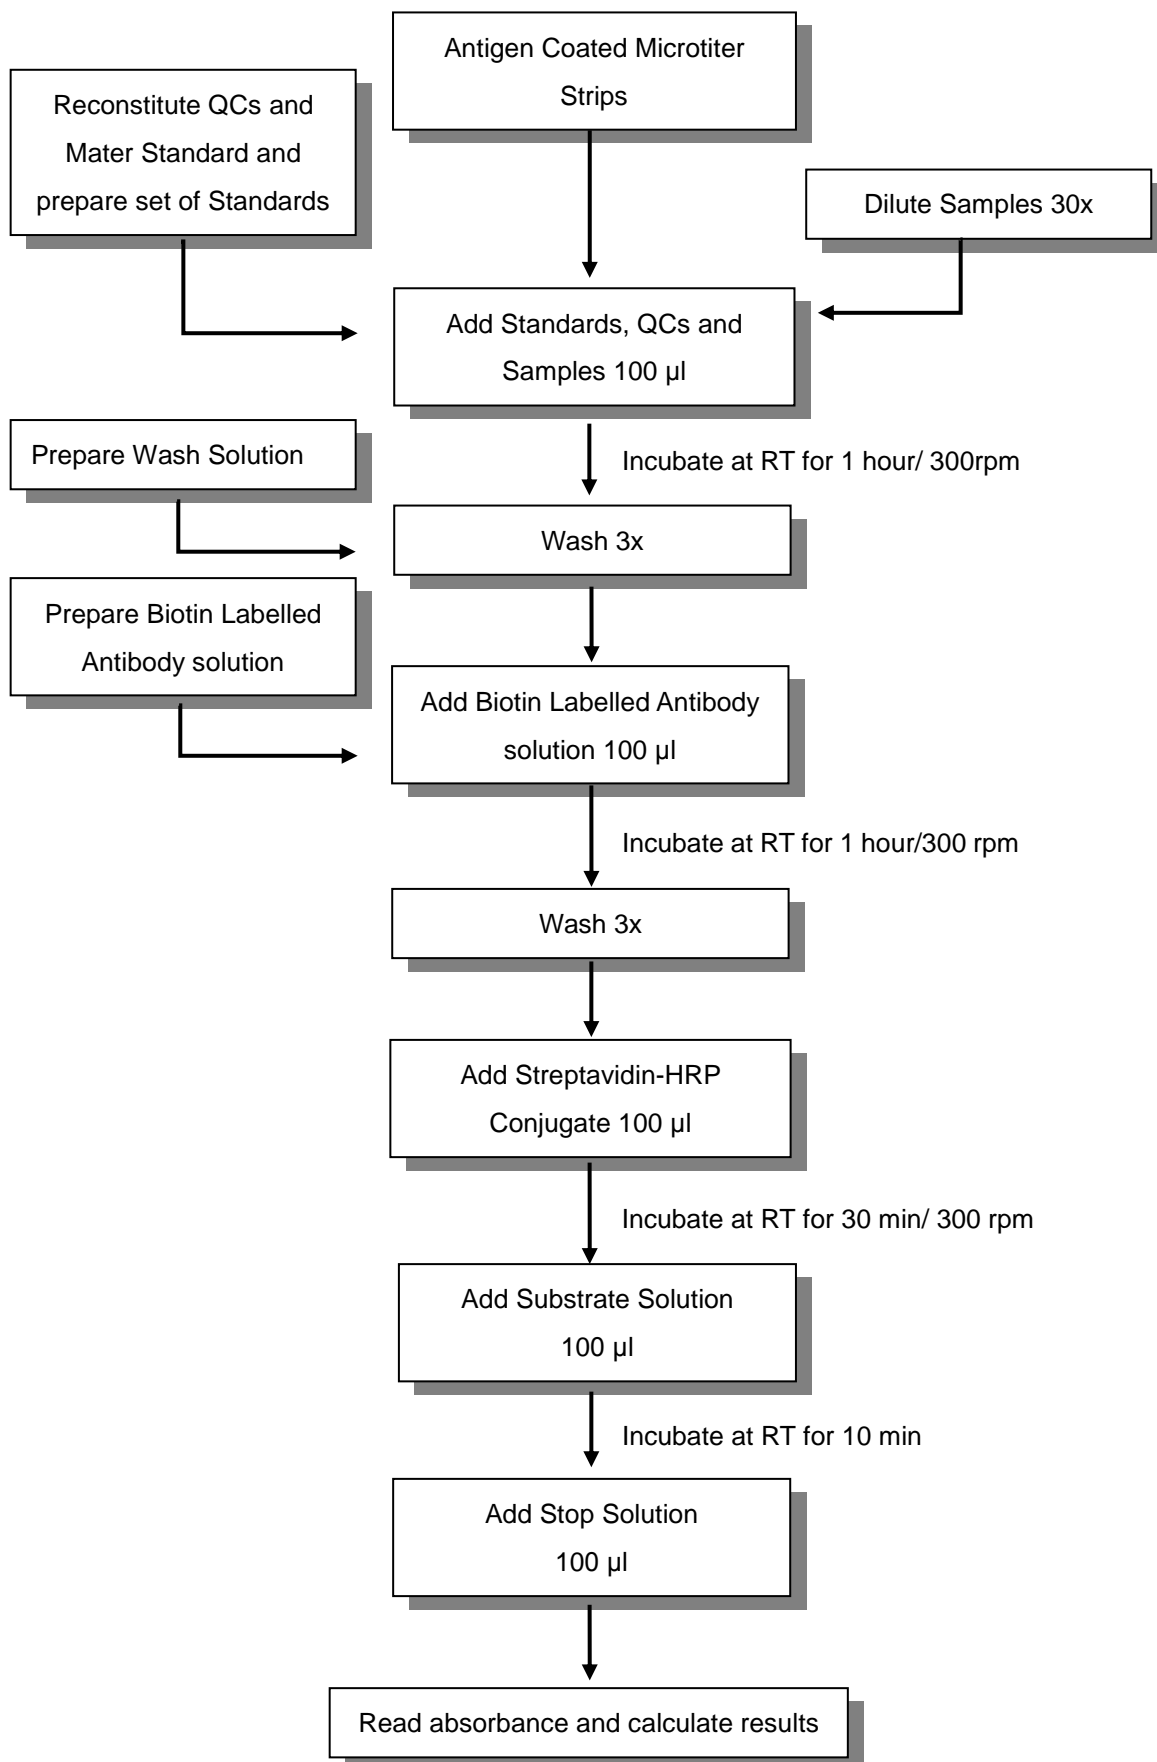 Antigen Coated Microtiter
Strips
Reconstitute QCs and
Mater Standard and
prepare set of Standards
Dilute Samples 30x
Add Standards, QCs and
Samples 100 µl
Incubate at RT for 1 hour/ 300rpm
Prepare Wash Solution
Wash 3x
Prepare Biotin Labelled
Antibody solution
Add Biotin Labelled Antibody
solution 100 µl
Incubate at RT for 1 hour/300 rpm
Wash 3x
Add Streptavidin-HRP
Conjugate 100 µl
Incubate at RT for 30 min/ 300 rpm
Add Substrate Solution
100 µl
Incubate at RT for 10 min
Add Stop Solution
100 µl
Read absorbance and calculate results